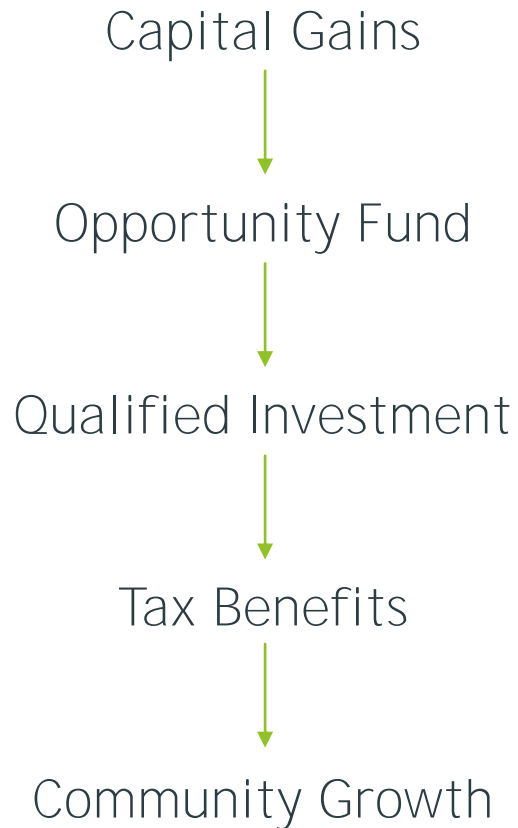 Capital Gains
Opportunity Fund
Qualified Investment
Tax Benefits
Community Growth